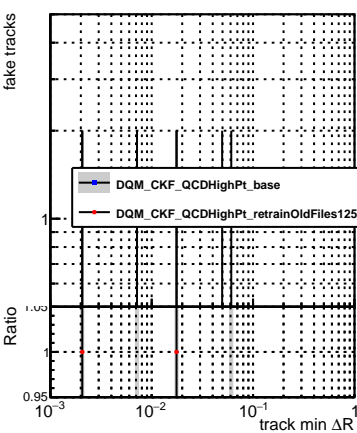 fake tracks
DQM_CKF_QCDHighPt_base
DQM_CKF_QCDHighPt_retrainOldFiles125
1
1.05
Ratio
1
0.95
10⁻³ 10⁻² 10⁻¹ 1
track min ΔR